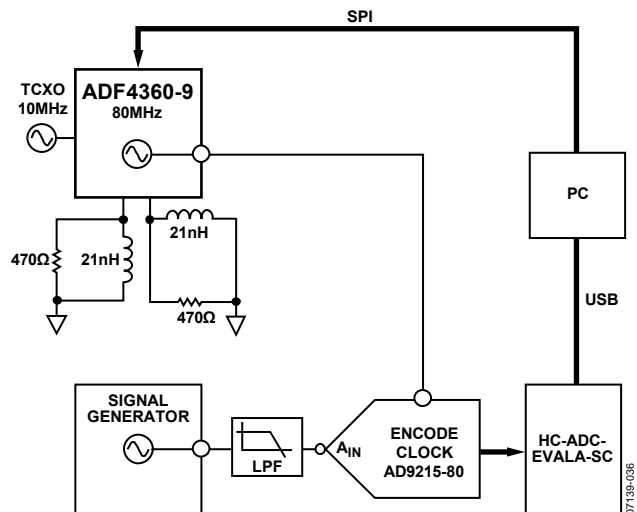 SPI
TCXO
10MHz
ADF4360-9
80MHz
PC
21nH
470Ω
21nH
470Ω
USB
SIGNAL
GENERATOR
LPF
AIN
ENCODE
CLOCK
AD9215-80
HC-ADC-
EVALA-SC
07139-036